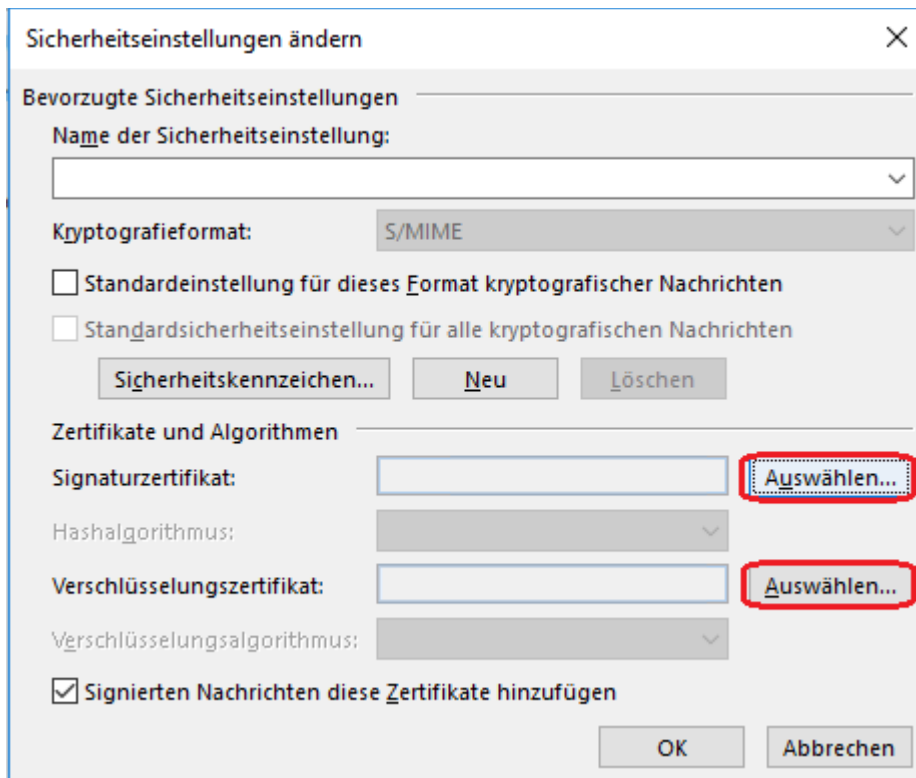 Sicherheitseinstellungen ändern
Bevorzugte Sicherheitseinstellungen
Name der Sicherheitseinstellung:
Kryptografieformat: S/MIME
Standardeinstellung für dieses Format kryptografischer Nachrichten
Standardsicherheitseinstellung für alle kryptografischen Nachrichten
Sicherheitskennzeichen... Neu Löschen
Zertifikate und Algorithmen
Signaturzertifikat: Auswählen...
Hashalgorithmus:
Verschlüsselungszertifikat: Auswählen...
Verschlüsselungsalgorithmus:
Signierten Nachrichten diese Zertifikate hinzufügen
OK Abbrechen